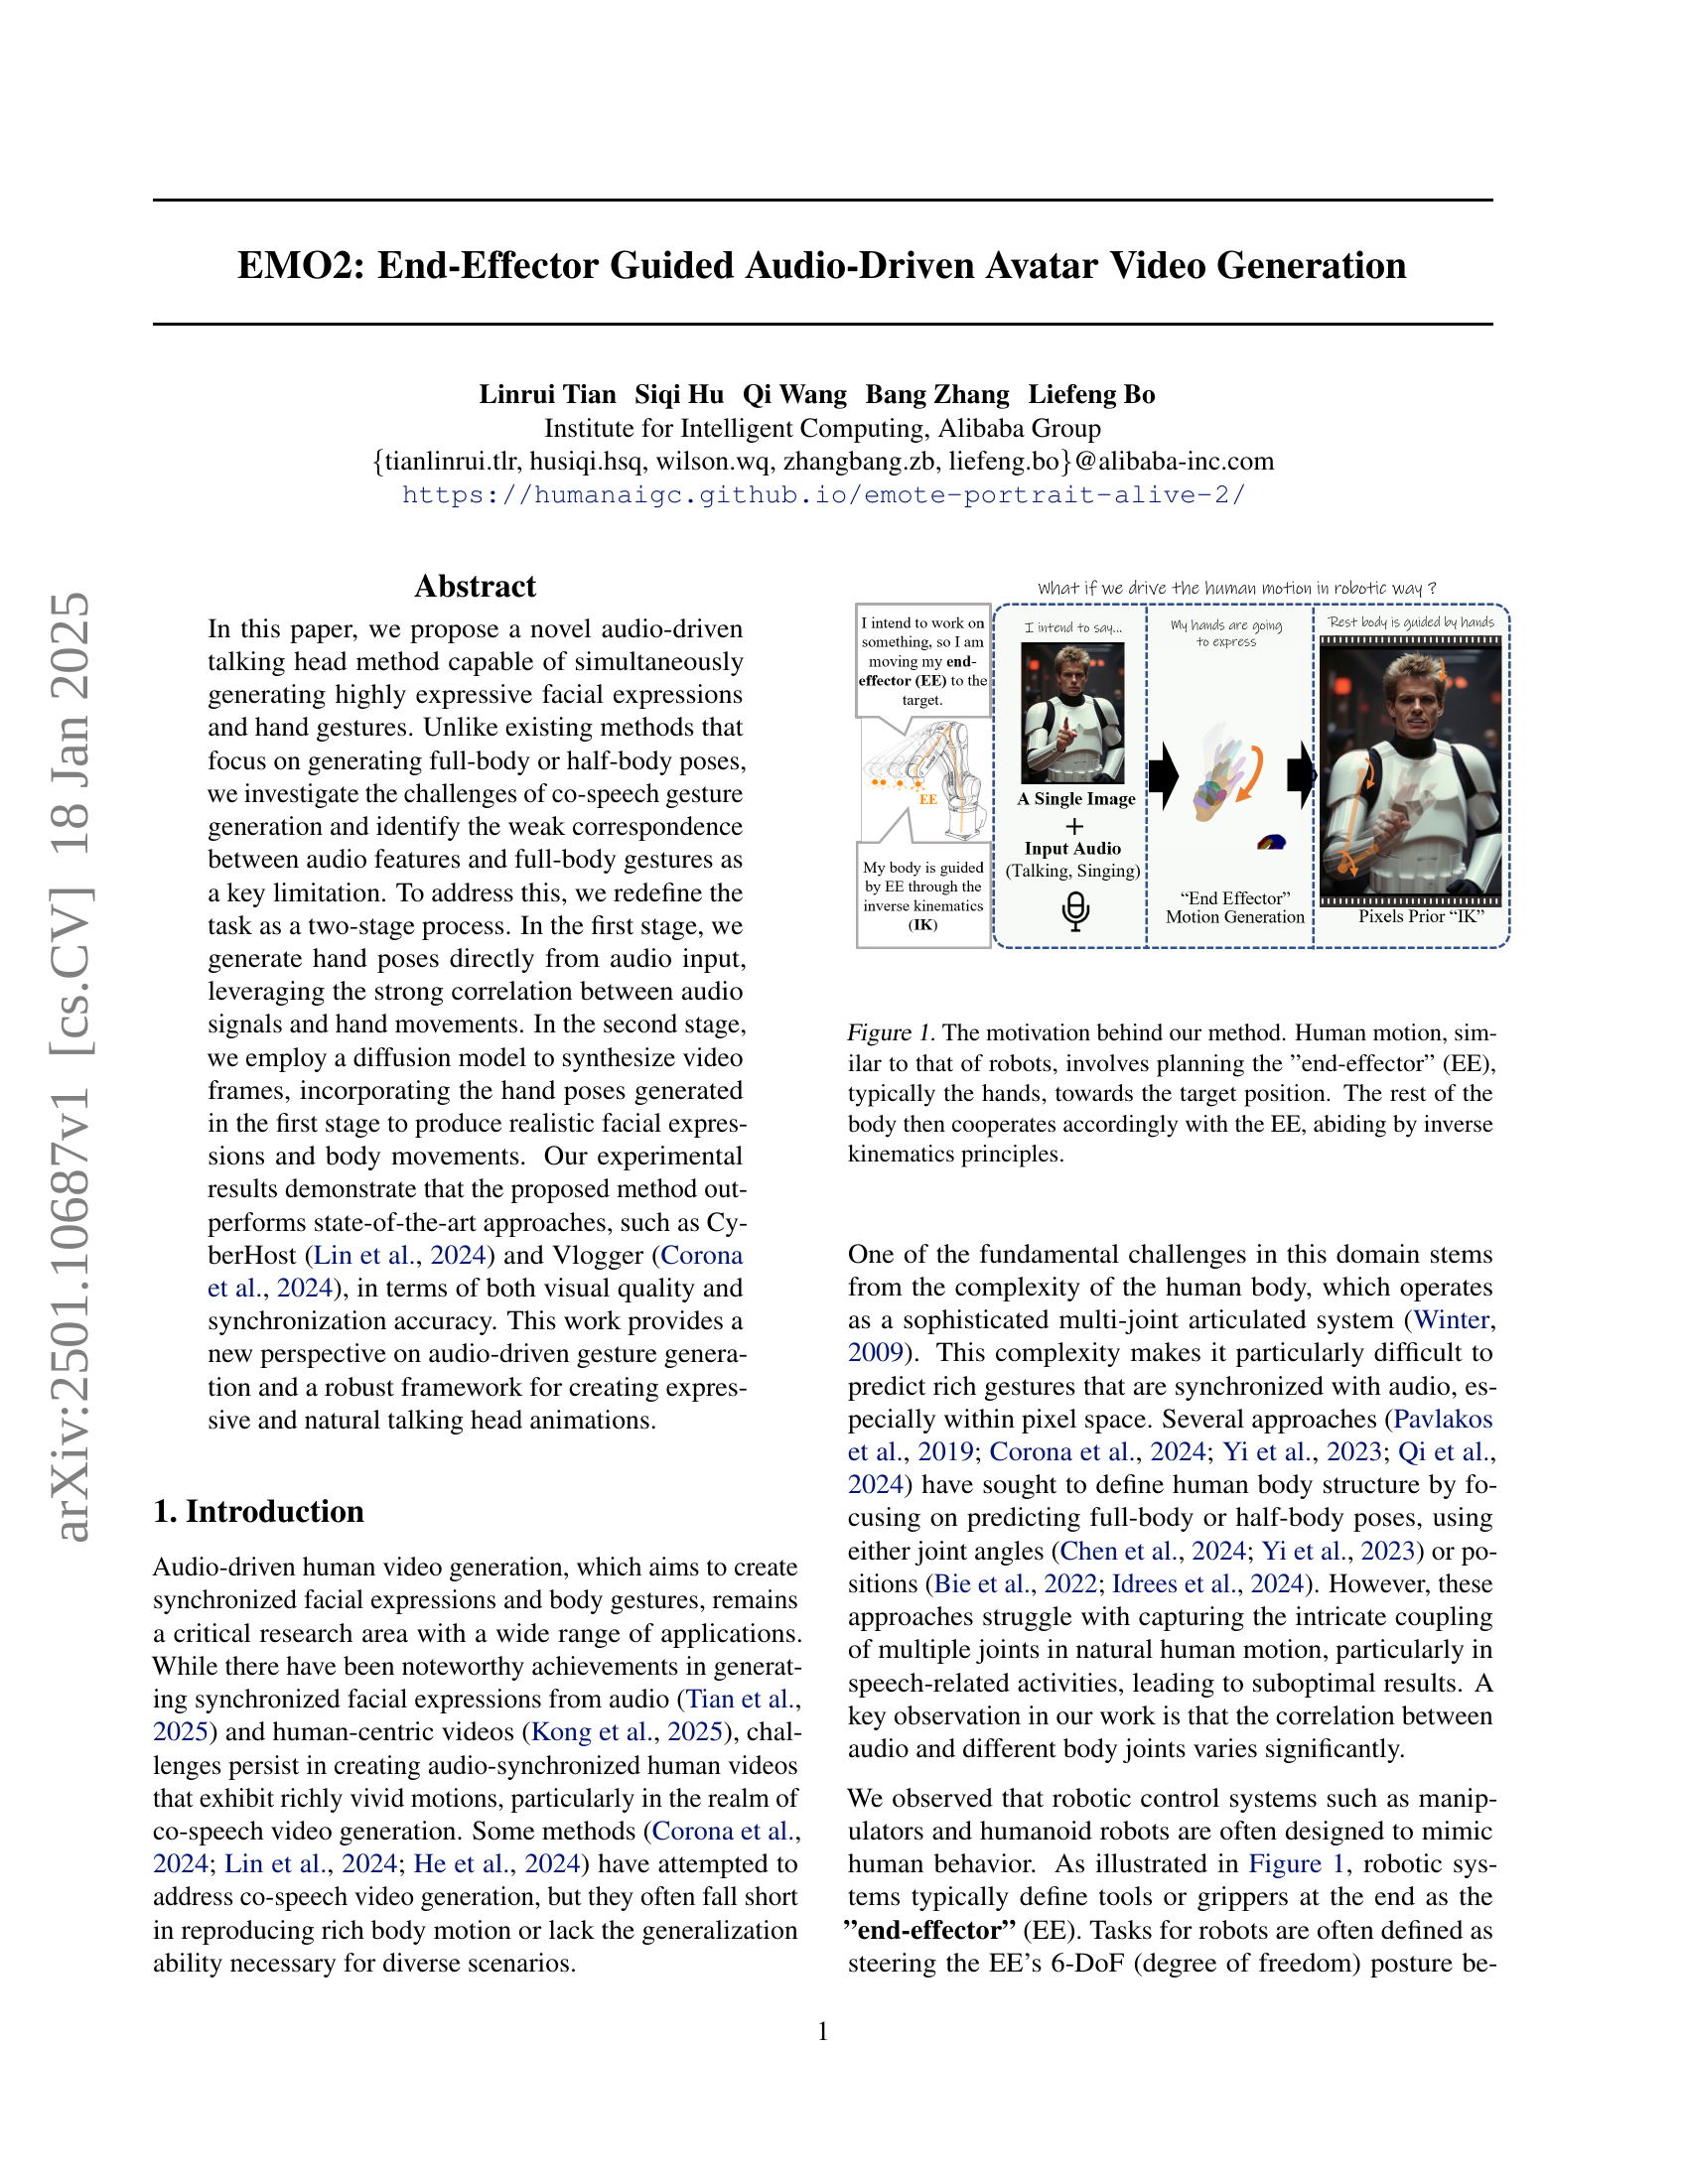 arXiv:2501.10687v1 [cs.CV] 18 Jan 2025
EMO2: End-Effector Guided Audio-Driven Avatar Video Generation
Linrui Tian Siqi Hu Qi Wang Bang Zhang Liefeng Bo
Institute for Intelligent Computing, Alibaba Group
{tianlinrui.tlr, husiqi.hsq, wilson.wq, zhangbang.zb, liefeng.bo}@alibaba-inc.com
https://humanaigc.github.io/emote-portrait-alive-2/
Abstract
In this paper, we propose a novel audio-driven
talking head method capable of simultaneously
generating highly expressive facial expressions
and hand gestures. Unlike existing methods that
focus on generating full-body or half-body poses,
we investigate the challenges of co-speech gesture
generation and identify the weak correspondence
between audio features and full-body gestures as
a key limitation. To address this, we redefine the
task as a two-stage process. In the first stage, we
generate hand poses directly from audio input,
leveraging the strong correlation between audio
signals and hand movements. In the second stage,
we employ a diffusion model to synthesize video
frames, incorporating the hand poses generated
in the first stage to produce realistic facial expres-
sions and body movements. Our experimental
results demonstrate that the proposed method out-
performs state-of-the-art approaches, such as Cy-
berHost (Lin et al., 2024) and Vlogger (Corona
et al., 2024), in terms of both visual quality and
synchronization accuracy. This work provides a
new perspective on audio-driven gesture genera-
tion and a robust framework for creating expres-
sive and natural talking head animations.
1. Introduction
Audio-driven human video generation, which aims to create
synchronized facial expressions and body gestures, remains
a critical research area with a wide range of applications.
While there have been noteworthy achievements in generat-
ing synchronized facial expressions from audio (Tian et al.,
2025) and human-centric videos (Kong et al., 2025), chal-
lenges persist in creating audio-synchronized human videos
that exhibit richly vivid motions, particularly in the realm of
co-speech video generation. Some methods (Corona et al.,
2024; Lin et al., 2024; He et al., 2024) have attempted to
address co-speech video generation, but they often fall short
in reproducing rich body motion or lack the generalization
ability necessary for diverse scenarios.
What if we drive the human motion in robotic way ?
I intend to work on
something, so I am
moving my end-
effector (EE) to the
target.
EE
My body is guided
by EE through the
inverse kinematics
(IK)
I intend to say...
A Single Image
+
Input Audio
(Talking, Singing)
My hands are going
to express
“End Effector”
Motion Generation
Rest body is guided by hands
Pixels Prior “IK”
Figure 1. The motivation behind our method. Human motion, sim-
ilar to that of robots, involves planning the ”end-effector” (EE),
typically the hands, towards the target position. The rest of the
body then cooperates accordingly with the EE, abiding by inverse
kinematics principles.
One of the fundamental challenges in this domain stems
from the complexity of the human body, which operates
as a sophisticated multi-joint articulated system (Winter,
2009). This complexity makes it particularly difficult to
predict rich gestures that are synchronized with audio, es-
pecially within pixel space. Several approaches (Pavlakos
et al., 2019; Corona et al., 2024; Yi et al., 2023; Qi et al.,
2024) have sought to define human body structure by fo-
cusing on predicting full-body or half-body poses, using
either joint angles (Chen et al., 2024; Yi et al., 2023) or po-
sitions (Bie et al., 2022; Idrees et al., 2024). However, these
approaches struggle with capturing the intricate coupling
of multiple joints in natural human motion, particularly in
speech-related activities, leading to suboptimal results. A
key observation in our work is that the correlation between
audio and different body joints varies significantly.
We observed that robotic control systems such as manip-
ulators and humanoid robots are often designed to mimic
human behavior. As illustrated in Figure 1, robotic sys-
tems typically define tools or grippers at the end as the
”end-effector” (EE). Tasks for robots are often defined as
steering the EE’s 6-DoF (degree of freedom) posture be-
1